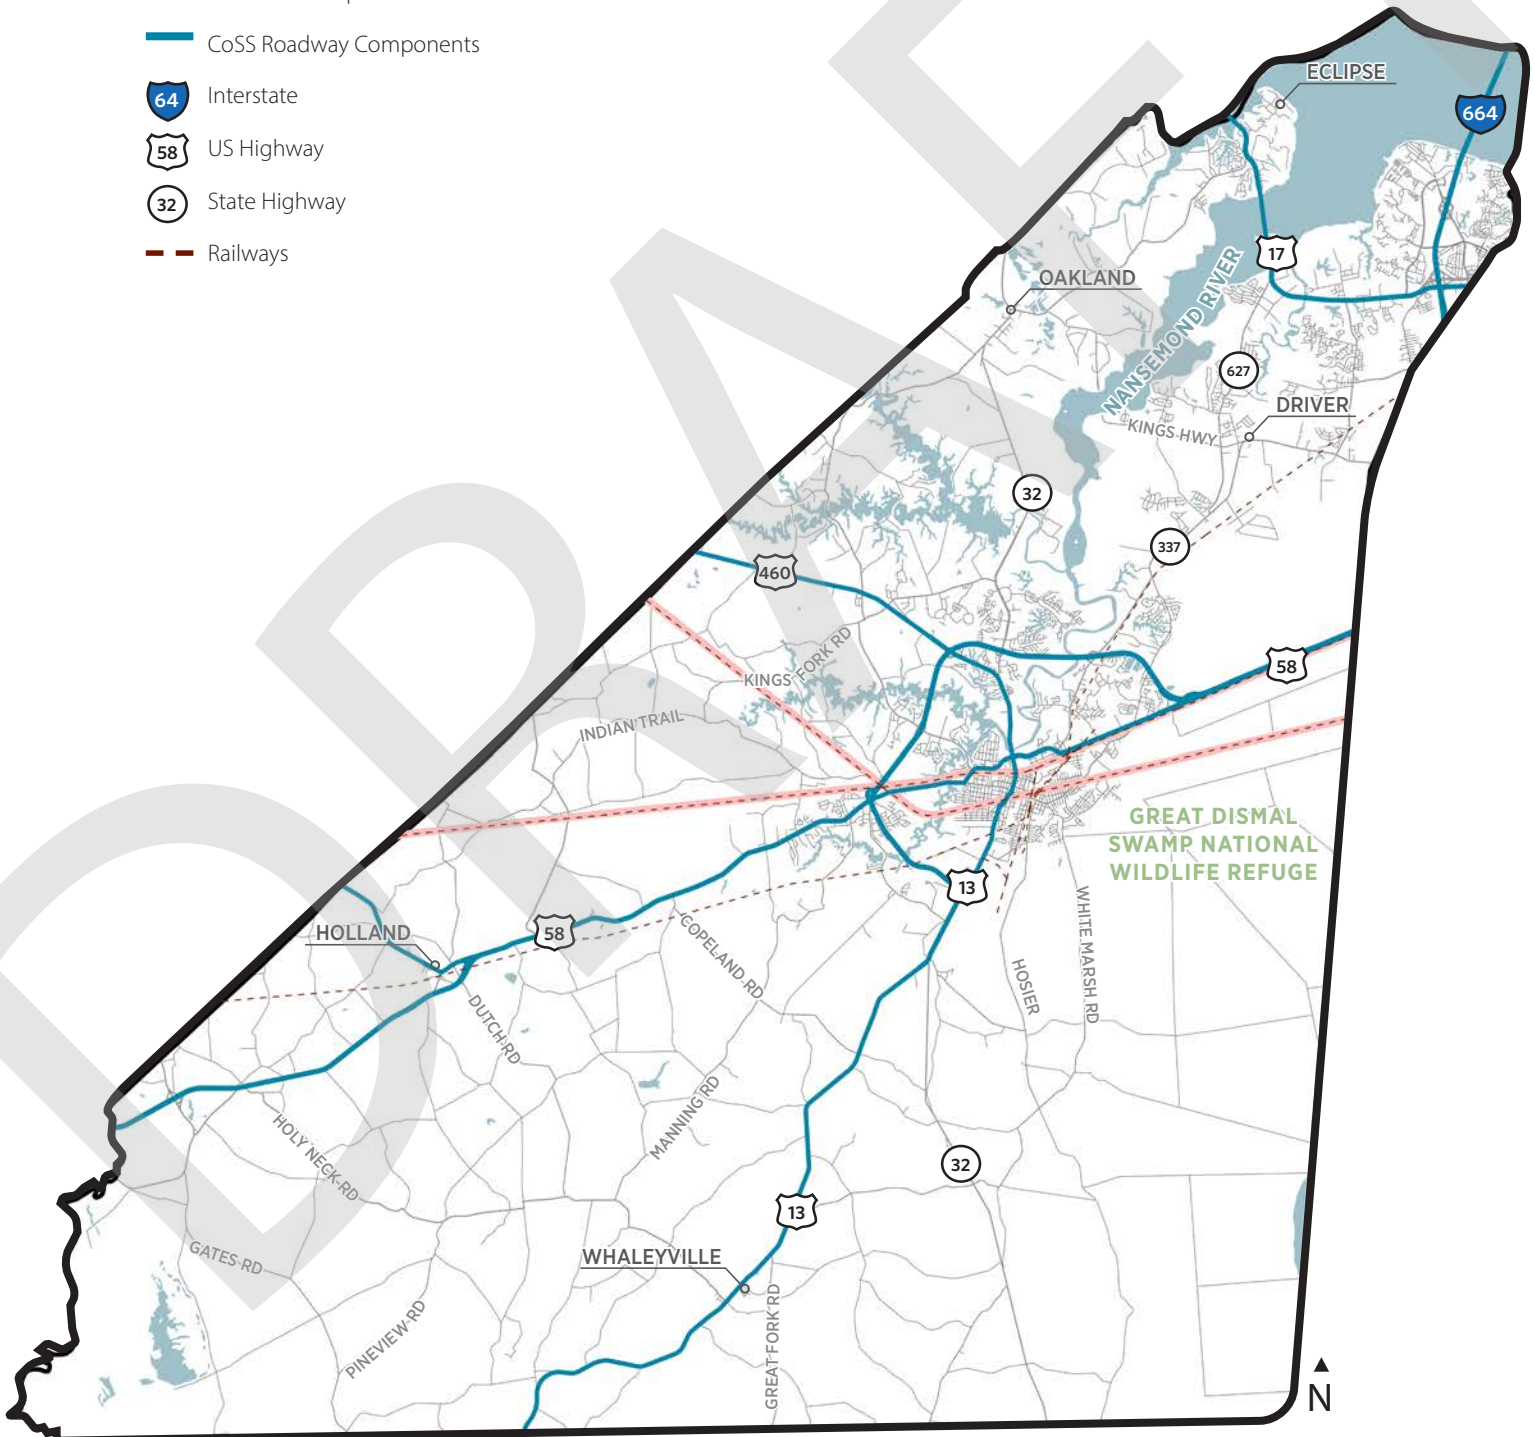 CoSS Roadway Components
64 Interstate
58 US Highway
32 State Highway
Railways
ECLIPSE
664
17
OAKLAND
NANSEMOND RIVER
627
DRIVER
KINGS HWY
32
337
460
KINGS FORK RD
58
INDIAN TRAIL
GREAT DISMAL
SWAMP NATIONAL
WILDLIFE REFUGE
13
HOLLAND
58
COPELAND RD
WHITE MARSH RD
HOSIER
DUTCH RD
MANNING RD
HOLY NECK RD
32
13
GATES RD
WHALEYVILLE
PINEVIEW RD
GREAT FORK RD
N
DRAFT